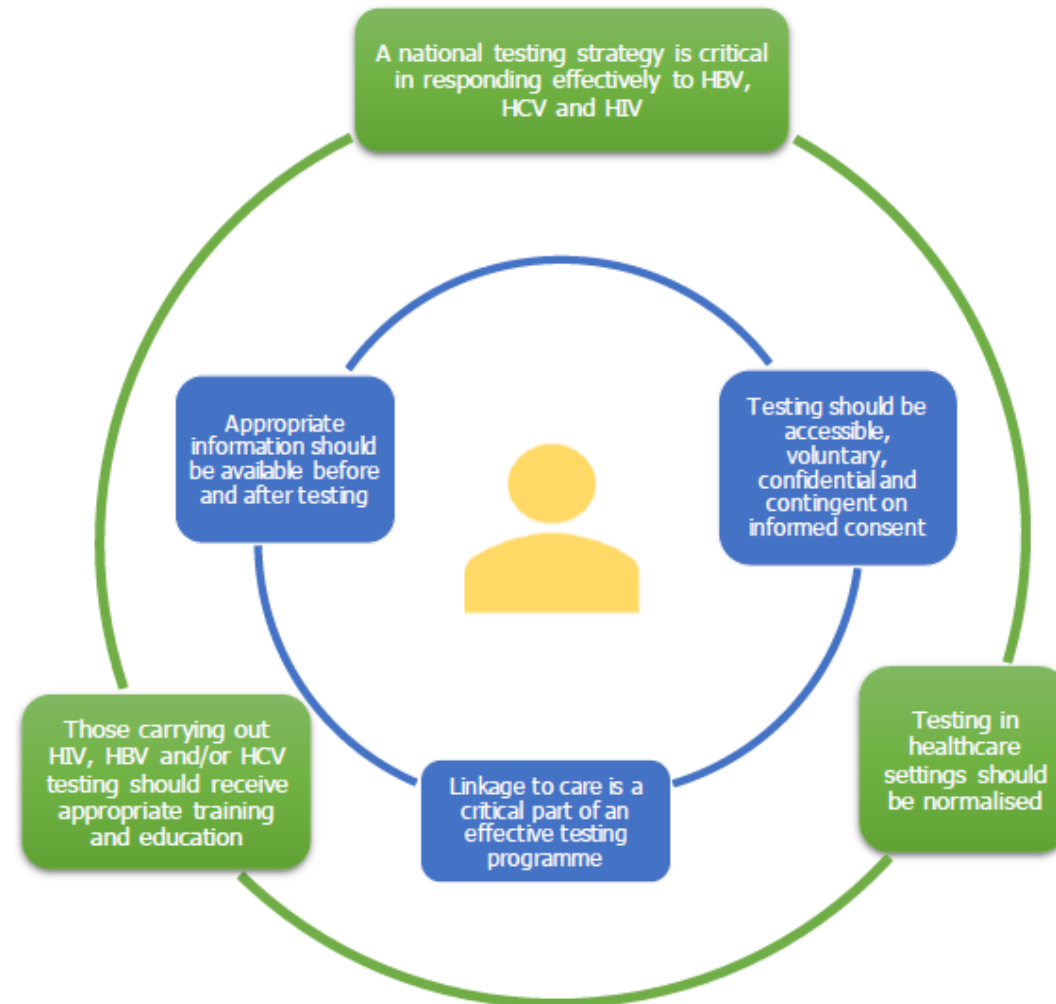 A national testing strategy is critical
in responding effectively to HBV,
HCV and HIV
Appropriate
information should
be available before
and after testing
Testing should be
accessible,
voluntary,
confidential and
contingent on
informed consent
Those carrying out
HIV, HBV and/or HCV
testing should receive
appropriate training
and education
Linkage to care is a
critical part of an
effective testing
programme
Testing in
healthcare
settings should
be normalised